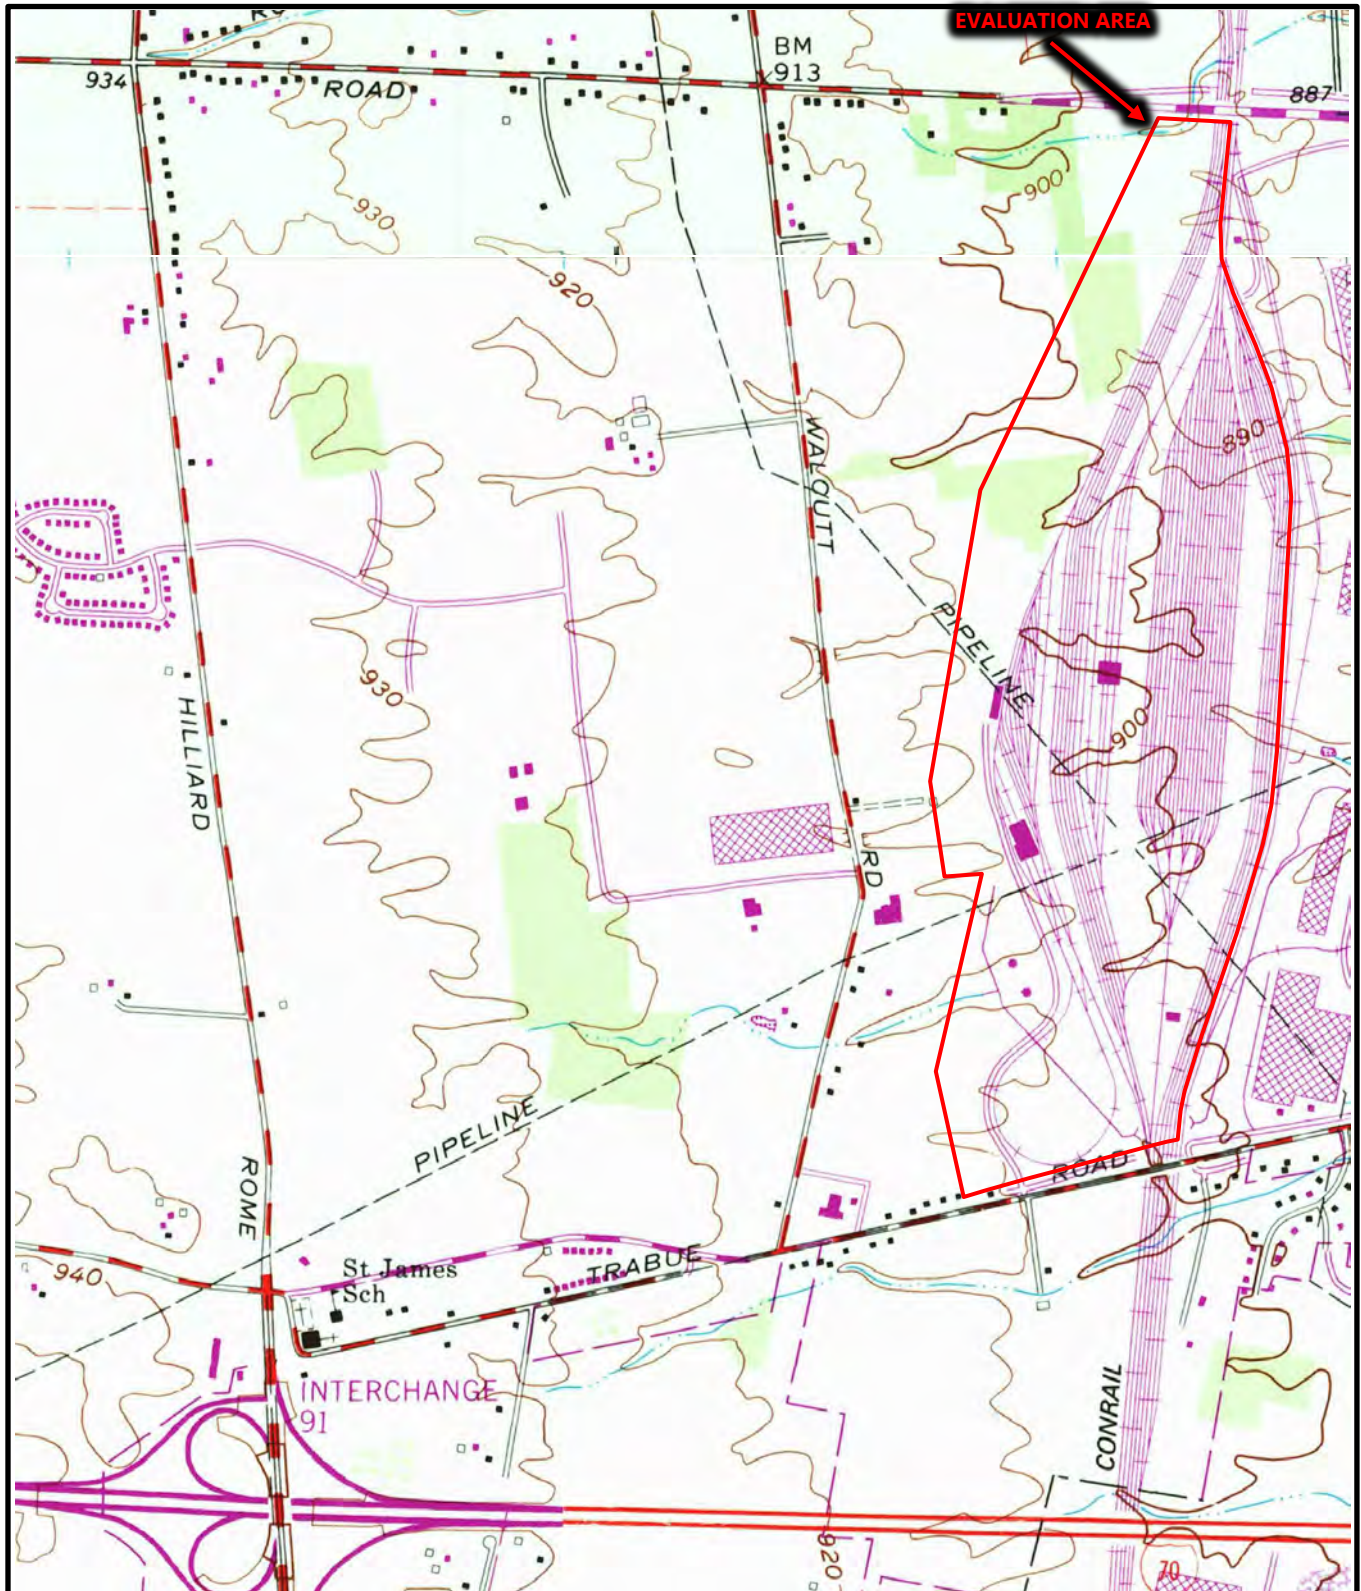 EVALUATION AREA
BM
913
934
ROAD
887
930
900
920
WALCUTT
890
PIPELINE
930
900
HILLIARD
RD
PIPELINE
ROAD
ROME
940
St James
Sch
TRABUE
INTERCHANGE
91
CONRAIL
920
70